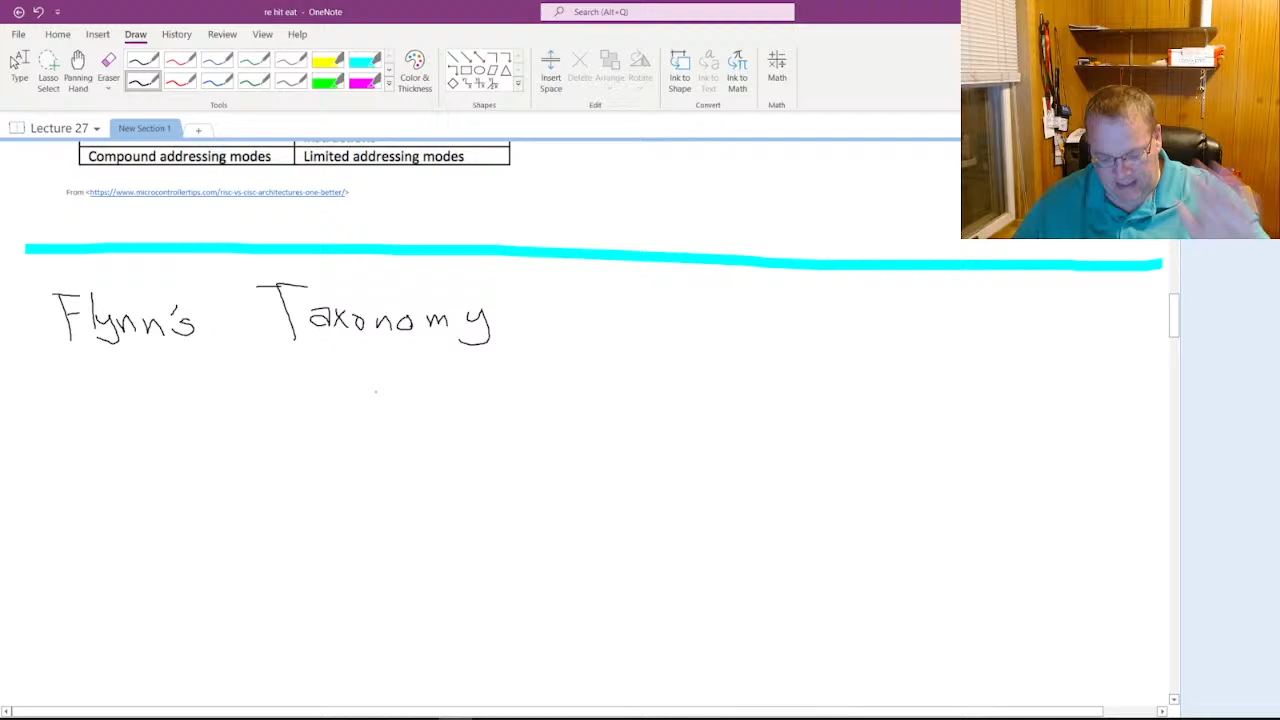 re hit eat - OneNote
Search (Alt+Q)
File Home Insert Draw History Review View Help
Type
Lasso Select
Panning Hand
Eraser
Color & Thickness
Insert Space
Delete
Arrange
Rotate
Ink to Shape
Ink to Text
Ink to Math
Math
Tools
Shapes
Edit
Convert
Math
Lecture 27
New Section 1
+
Compound addressing modes Limited addressing modes
From <https://www.microcontrollertips.com/risc-vs-cisc-architectures-one-better/>
Flynn's Taxonomy